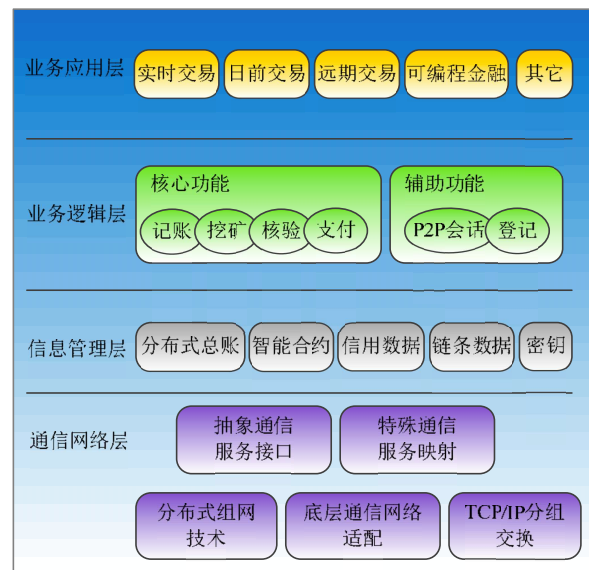 业务应用层 实时交易 日前交易 远期交易 可编程金融 其它
业务逻辑层
核心功能 辅助功能
记账 挖矿 核验 支付 P2P会话 登记
信息管理层 分布式总账 智能合约 信用数据 链条数据 密钥
通信网络层
抽象通信
服务接口
特殊通信
服务映射
分布式组网
技术
底层通信网络
适配
TCP/IP分组
交换